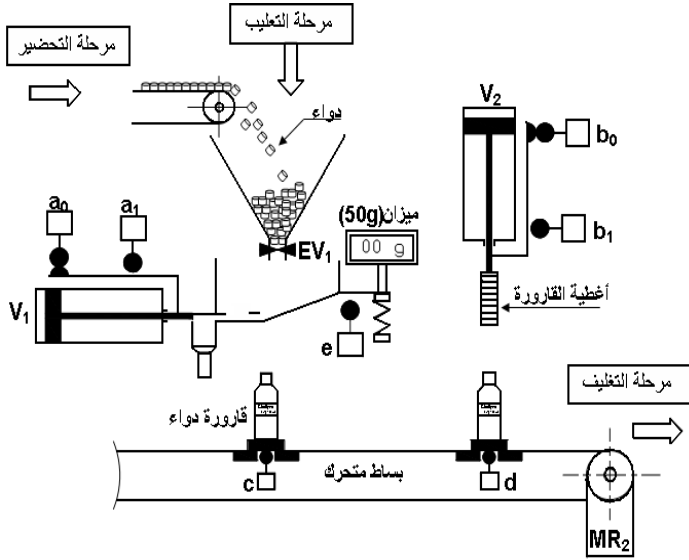 مرحلة التحضير
مرحلة التعليب
دواء
V₂
b₀
b₁
a₀
a₁
ميزان(50g)
00 g
EV₁
V₁
e
أغطية القارورة
مرحلة التغليف
قارورة دواء
بساط متحرك
c
d
MR₂